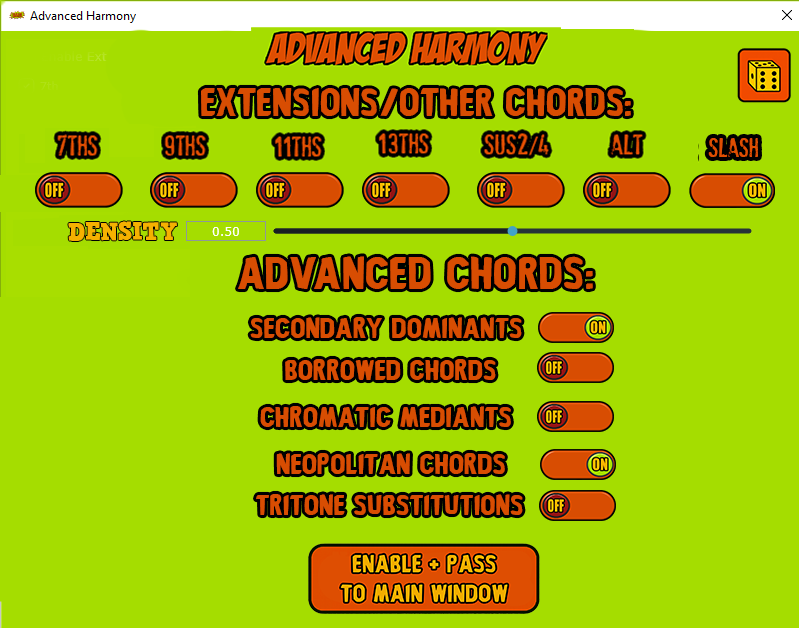 Advanced Harmony
ADVANCED HARMONY
EXTENSIONS/OTHER CHORDS:
7THS 9THS 11THS 13THS SUS2/4 ALT SLASH
OFF OFF OFF OFF OFF OFF ON
DENSITY 0.50
ADVANCED CHORDS:
SECONDARY DOMINANTS ON
BORROWED CHORDS OFF
CHROMATIC MEDIANTS OFF
NEOPOLITAN CHORDS ON
TRITONE SUBSTITUTIONS OFF
ENABLE + PASS
TO MAIN WINDOW